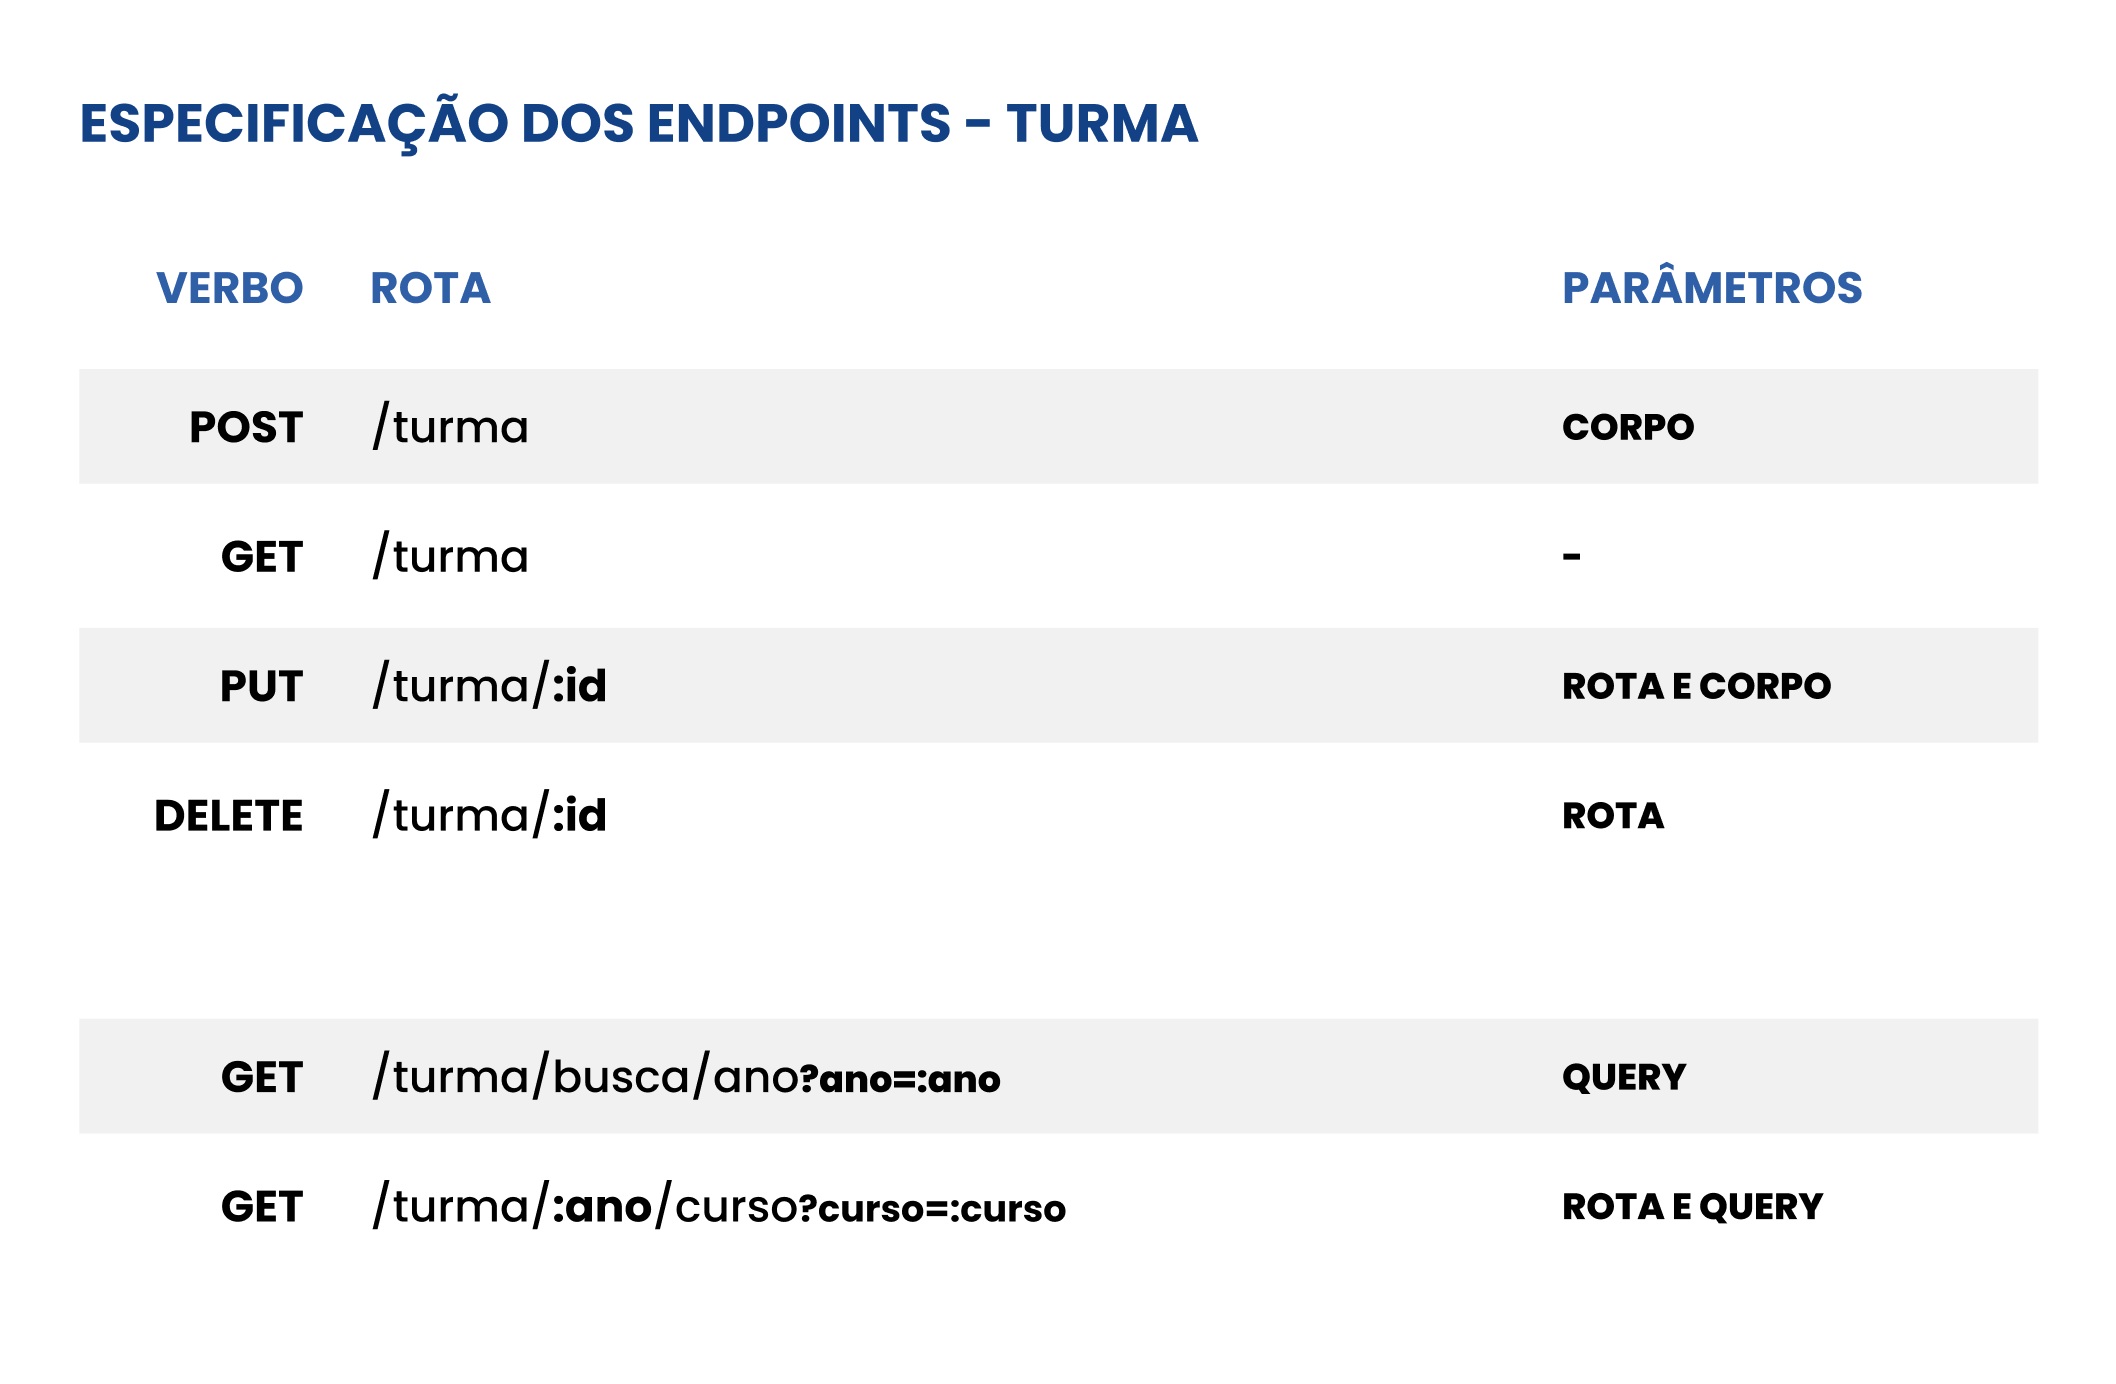 ESPECIFICAÇÃO DOS ENDPOINTS - TURMA
VERBO ROTA PARÂMETROS
POST /turma CORPO
GET /turma -
PUT /turma/:id ROTA E CORPO
DELETE /turma/:id ROTA
GET /turma/busca/ano?ano=:ano QUERY
GET /turma/:ano/curso?curso=:curso ROTA E QUERY